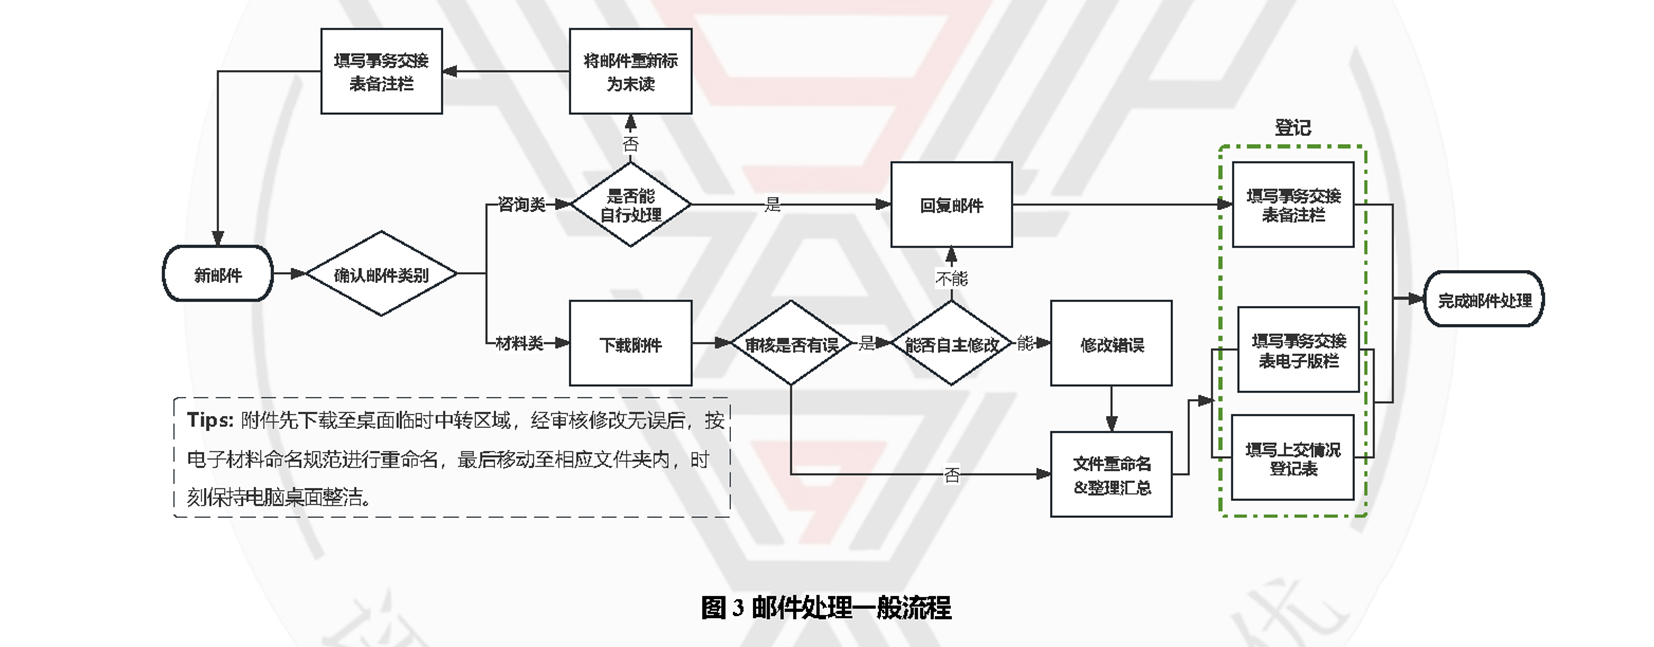 填写事务交接
表备注栏
将邮件重新标
为未读
否
登记
咨询类
是否能
自行处理
是
回复邮件
填写事务交接
表备注栏
新邮件
确认邮件类别
不能
完成邮件处理
材料类
下载附件
审核是否有误
是
能否自主修改
能
修改错误
填写事务交接
表电子版栏
Tips: 附件先下载至桌面临时中转区域，经审核修改无误后，按
电子材料命名规范进行重命名，最后移动至相应文件夹内，时
刻保持电脑桌面整洁。
否
文件重命名
&整理汇总
填写上交情况
登记表
图 3 邮件处理一般流程
评
优